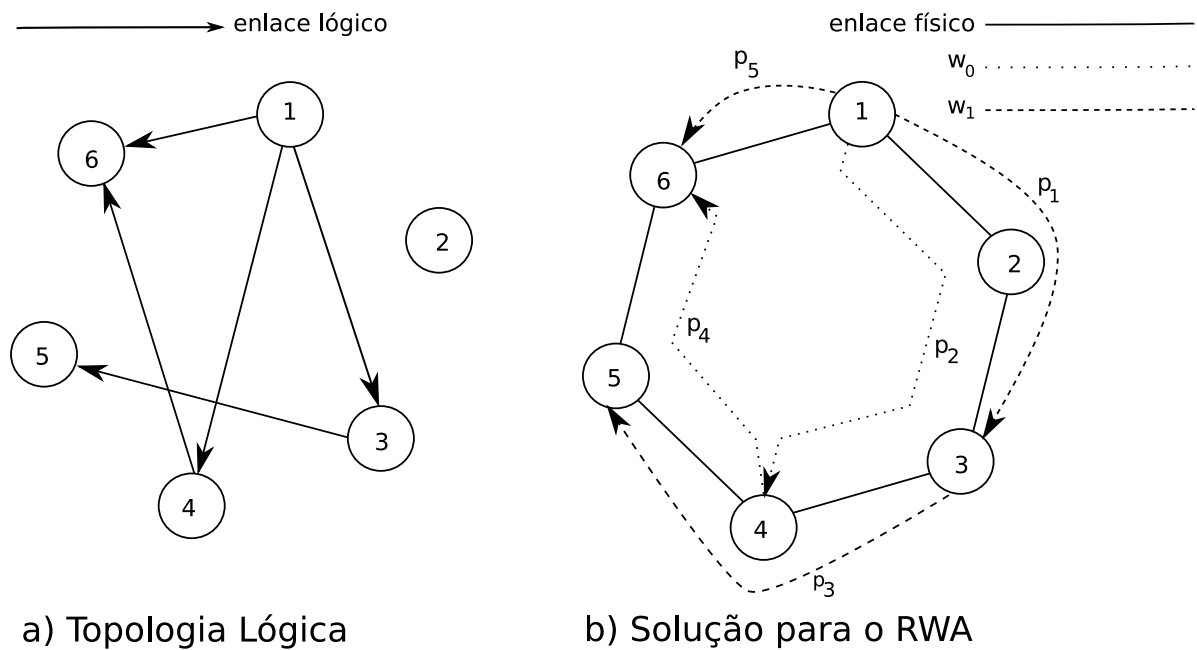 enlace lógico
1
6
2
5
3
4
a) Topologia Lógica
enlace físico
w0
w1
p5
1
p1
6
2
p4
p2
5
3
4
p3
b) Solução para o RWA